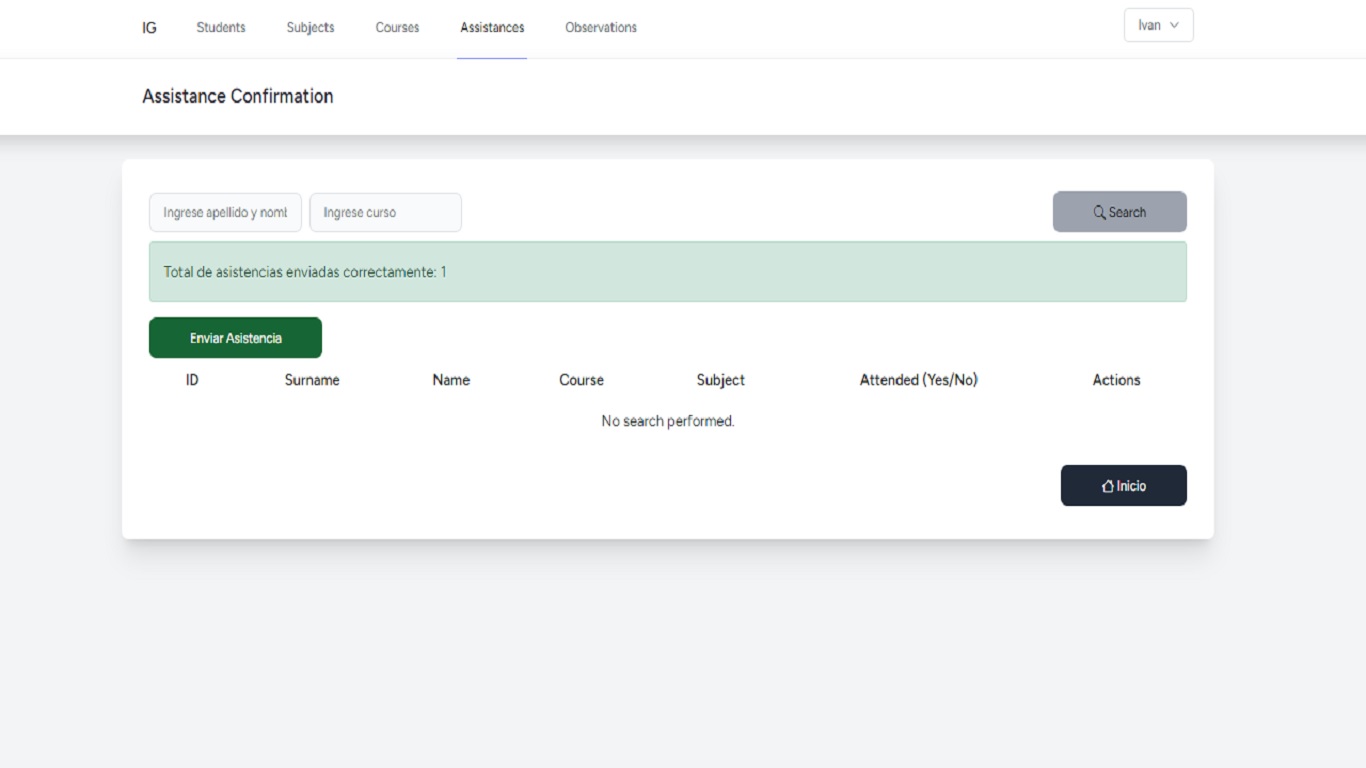 IG Students Subjects Courses Assistances Observations Ivan
Assistance Confirmation
Ingrese apellido y noml Ingrese curso Search
Total de asistencias enviadas correctamente: 1
Enviar Asistencia
ID Surname Name Course Subject Attended (Yes/No) Actions
No search performed.
Inicio